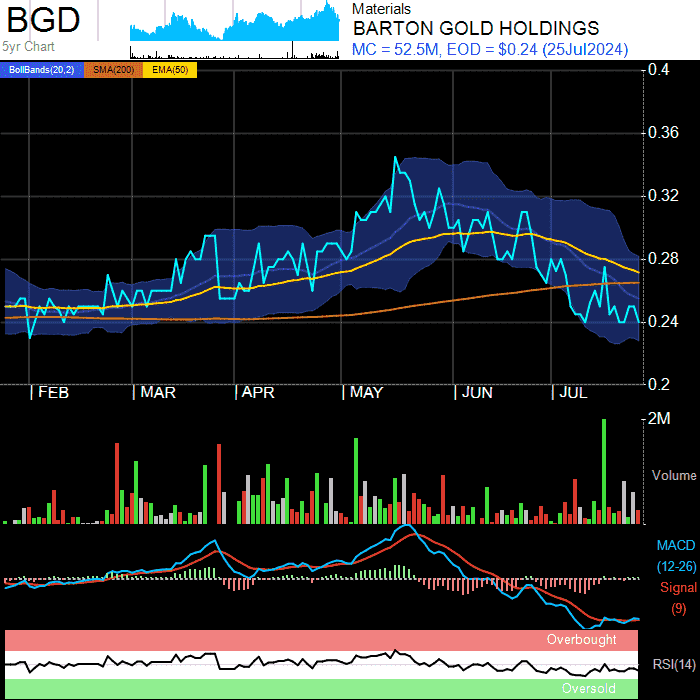 BGD
5yr Chart
Materials
BARTON GOLD HOLDINGS
MC = 52.5M, EOD = $0.24 (25Jul2024)
BollBands(20,2) SMA(200) EMA(50)
0.4
0.36
0.32
0.28
0.24
0.2
FEB MAR APR MAY JUN JUL
2M
Volume
MACD
(12-26)
Signal
(9)
Overbought
RSI(14)
Oversold